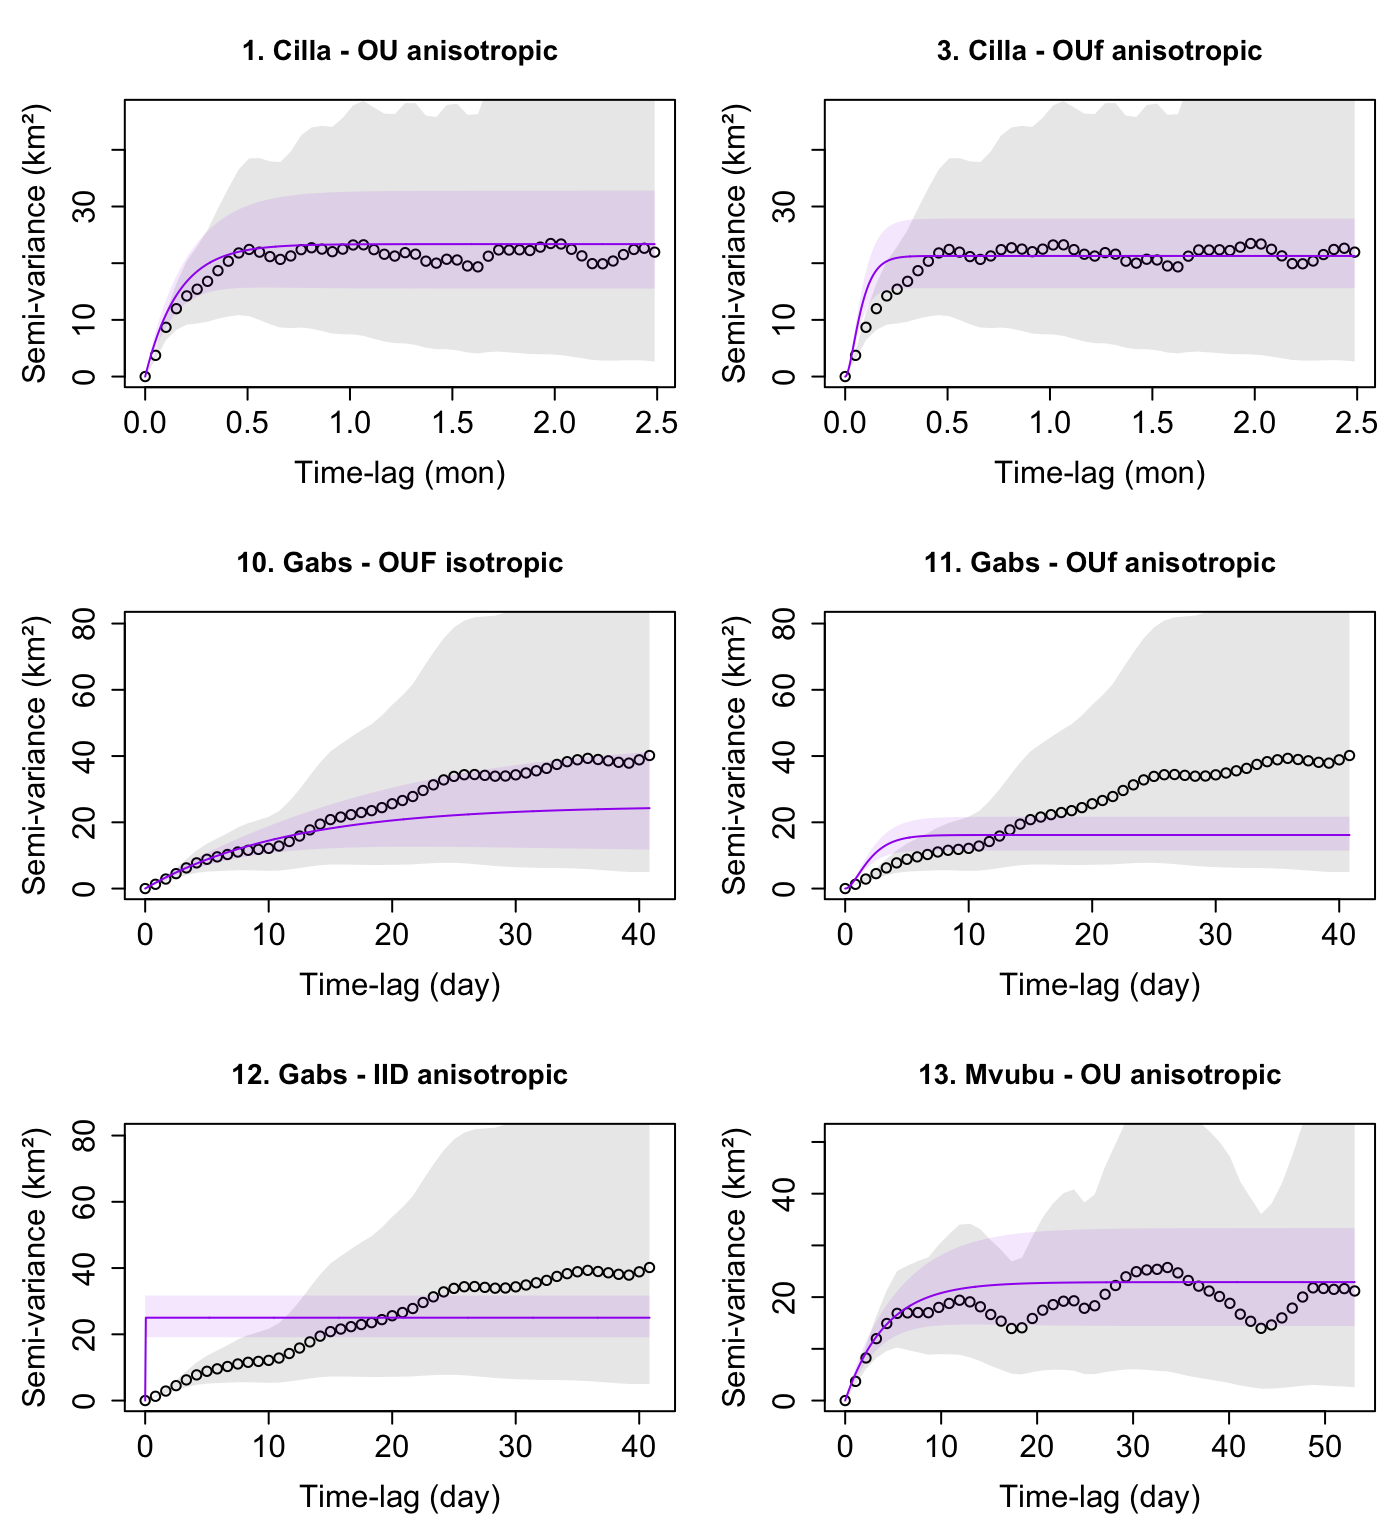 1. Cilla - OU anisotropic
Semi-variance (km²)
0 10 30
0.0 0.5 1.0 1.5 2.0 2.5
Time-lag (mon)
3. Cilla - OUf anisotropic
Semi-variance (km²)
0 10 30
0.0 0.5 1.0 1.5 2.0 2.5
Time-lag (mon)
10. Gabs - OUF isotropic
Semi-variance (km²)
0 20 40 60 80
0 10 20 30 40
Time-lag (day)
11. Gabs - OUf anisotropic
Semi-variance (km²)
0 20 40 60 80
0 10 20 30 40
Time-lag (day)
12. Gabs - IID anisotropic
Semi-variance (km²)
0 20 40 60 80
0 10 20 30 40
Time-lag (day)
13. Mvubu - OU anisotropic
Semi-variance (km²)
0 20 40
0 10 20 30 40 50
Time-lag (day)